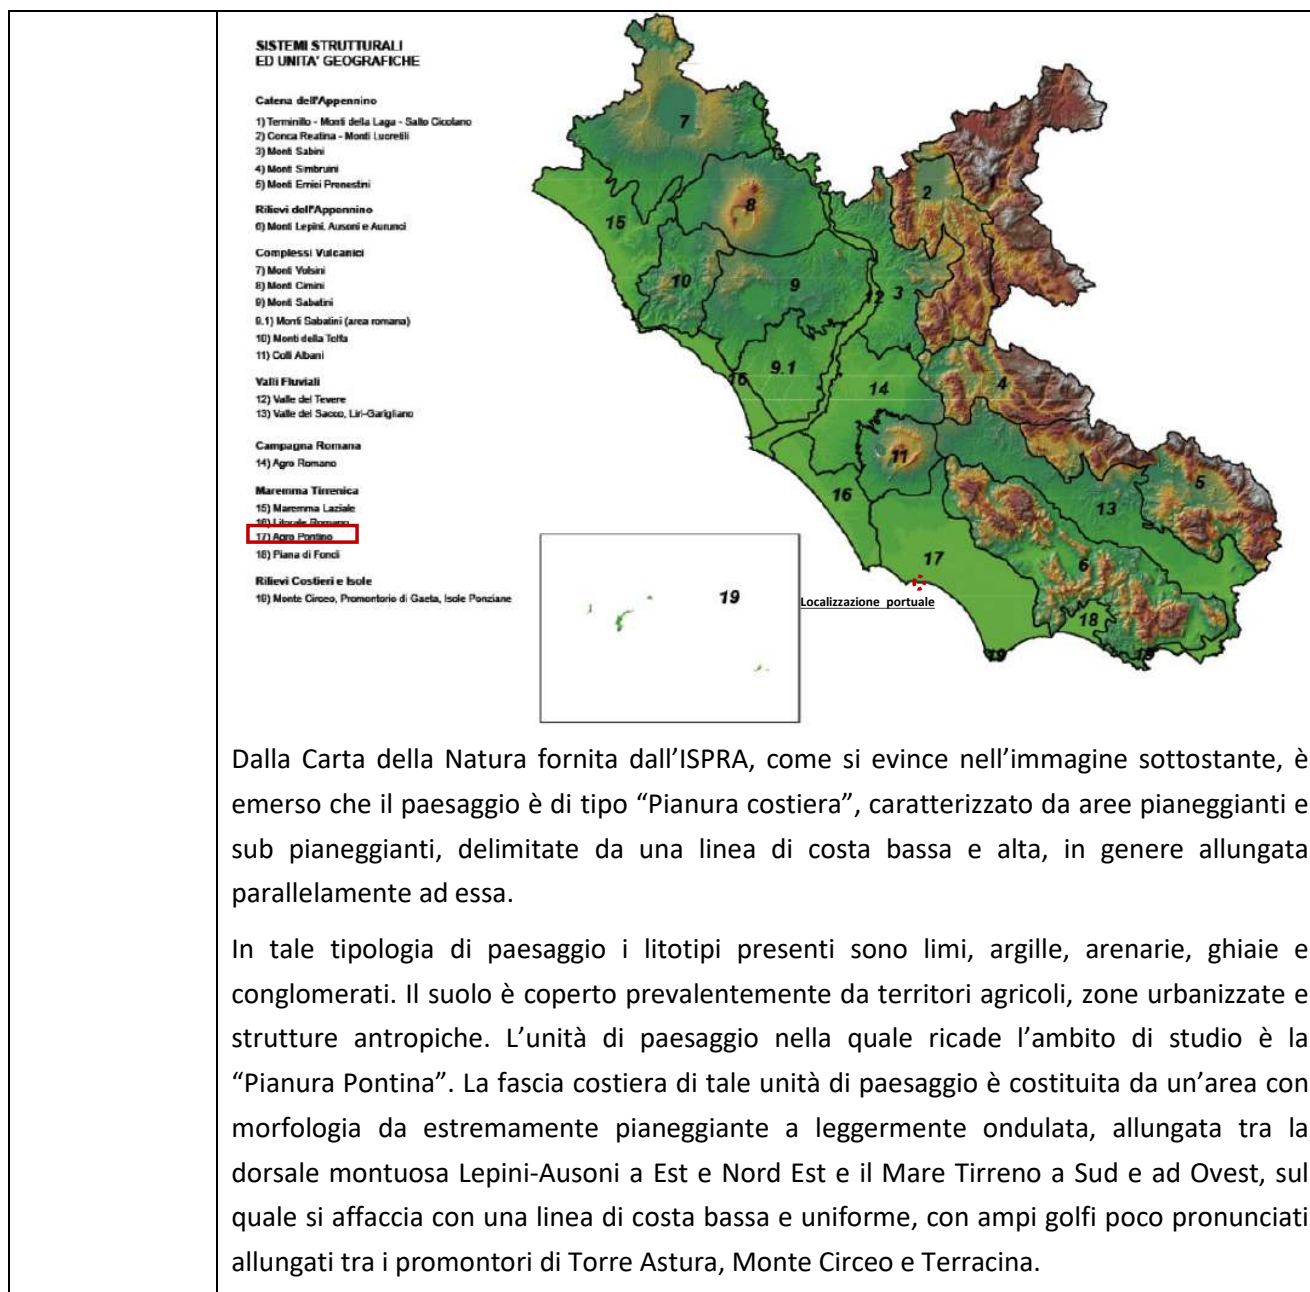 SISTEMI STRUTTURALI
ED UNITA' GEOGRAFICHE
Catena dell'Appennino
1) Terminillo - Monti della Laga - Salto Cicolano
2) Conca Reatina - Monti Lucretili
3) Monti Sabini
4) Monti Simbruini
5) Monti Ernici Prenestini
Rilievi dell'Appennino
6) Monti Lepini, Ausoni e Aurunci
Complessi Vulcanici
7) Monti Volsini
8) Monti Cimini
9) Monti Sabatini
9.1) Monti Sabatini (area romana)
10) Monti della Tolfa
11) Colli Albani
Valli Fluviali
12) Valle del Tevere
13) Valle del Sacco, Liri-Garigliano
Campagna Romana
14) Agro Romano
Maremma Tirrenica
15) Maremma Laziale
16) Litorale Romano
17) Agro Pontino
18) Piana di Fondi
Rilievi Costieri e Isole
19) Monte Circeo, Promontorio di Gaeta, Isole Ponziane
7
2
8
15
10
9
12
3
9.1
16
14
4
11
5
16
13
17
6
19
Localizzazione portuale
18
19
19
Dalla Carta della Natura fornita dall’ISPRA, come si evince nell’immagine sottostante, è
emerso che il paesaggio è di tipo “Pianura costiera”, caratterizzato da aree pianeggianti e
sub pianeggianti, delimitate da una linea di costa bassa e alta, in genere allungata
parallelamente ad essa.
In tale tipologia di paesaggio i litotipi presenti sono limi, argille, arenarie, ghiaie e
conglomerati. Il suolo è coperto prevalentemente da territori agricoli, zone urbanizzate e
strutture antropiche. L’unità di paesaggio nella quale ricade l’ambito di studio è la
“Pianura Pontina”. La fascia costiera di tale unità di paesaggio è costituita da un’area con
morfologia da estremamente pianeggiante a leggermente ondulata, allungata tra la
dorsale montuosa Lepini-Ausoni a Est e Nord Est e il Mare Tirreno a Sud e ad Ovest, sul
quale si affaccia con una linea di costa bassa e uniforme, con ampi golfi poco pronunciati
allungati tra i promontori di Torre Astura, Monte Circeo e Terracina.